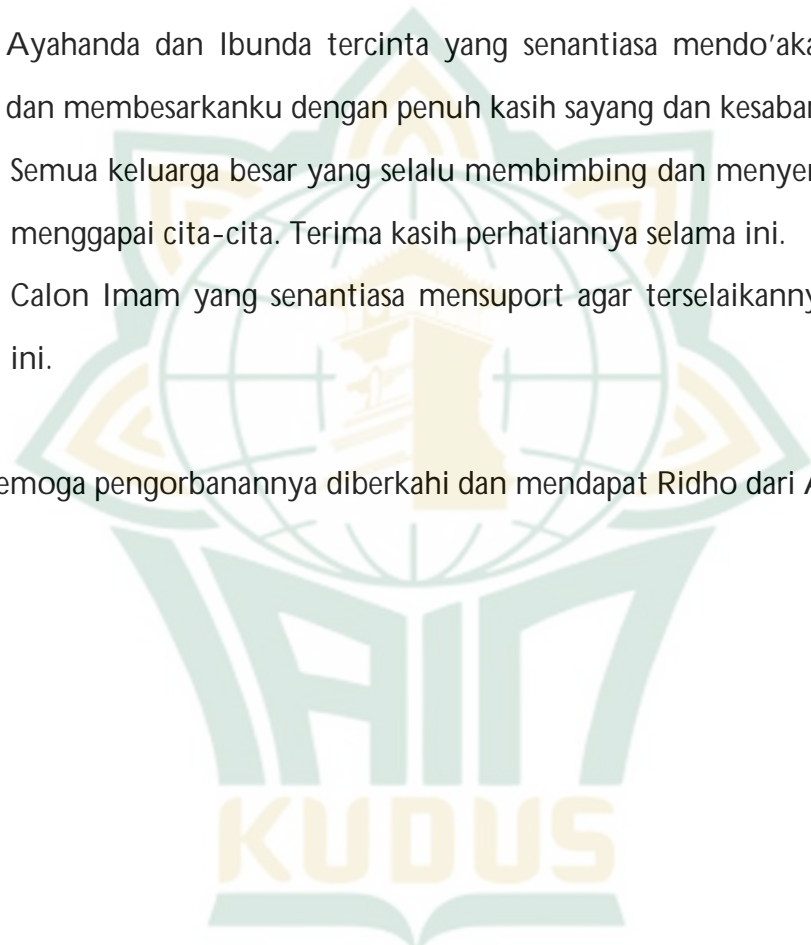 Ayahanda dan Ibunda tercinta yang senantiasa mendo'aka
dan membesarkanku dengan penuh kasih sayang dan kesabar
Semua keluarga besar yang selalu membimbing dan menyer
menggapai cita-cita. Terima kasih perhatiannya selama ini.
Calon Imam yang senantiasa mensuport agar terselaikanny
ini.
emoga pengorbanannya diberkahi dan mendapat Ridho dari A
IAIN
KUDUS